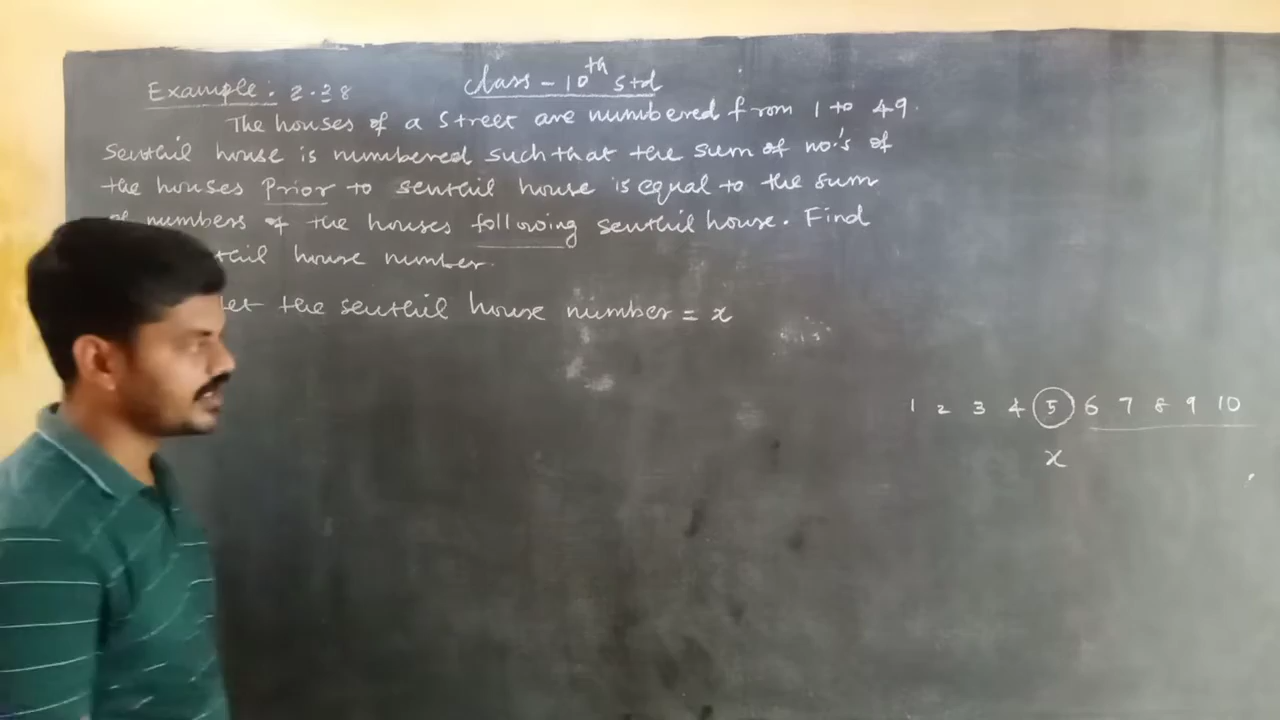 Example: 2.38
Class - 10th Std
The houses of a street are numbered from 1 to 49.
Senthil house is numbered such that the sum of no's of
the houses Prior to senthil house is equal to the sum
of numbers of the houses following senthil house. Find
house number.
Let the senthil house number = x
1 2 3 4 5 6 7 8 9 10
x